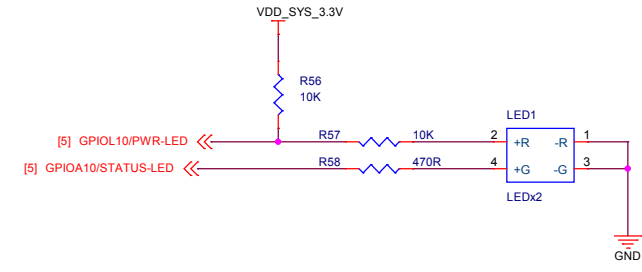 VDD_SYS_3.3V
R56
10K
LED1
[5] GPIOL10/PWR-LED R57 10K 2 +R -R 1
[5] GPIOA10/STATUS-LED R58 470R 4 +G -G 3
LEDx2
GND